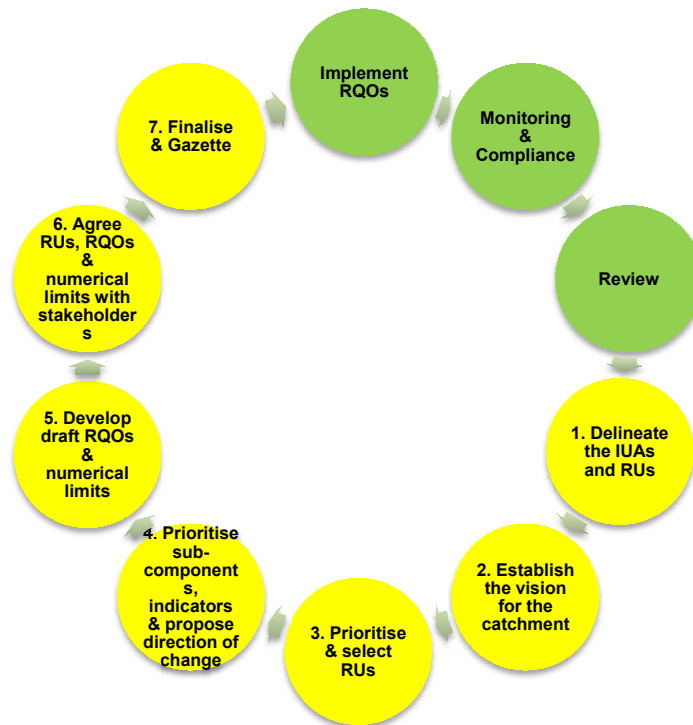 Implement
RQOs
Monitoring
&
Compliance
Review
1. Delineate
the IUAs
and RUs
2. Establish
the vision
for the
catchment
3. Prioritise
& select
RUs
4. Prioritise
sub-
component
s,
indicators
& propose
direction of
change
5. Develop
draft RQOs
&
numerical
limits
6. Agree
RUs, RQOs
&
numerical
limits with
stakeholder
s
7. Finalise
& Gazette